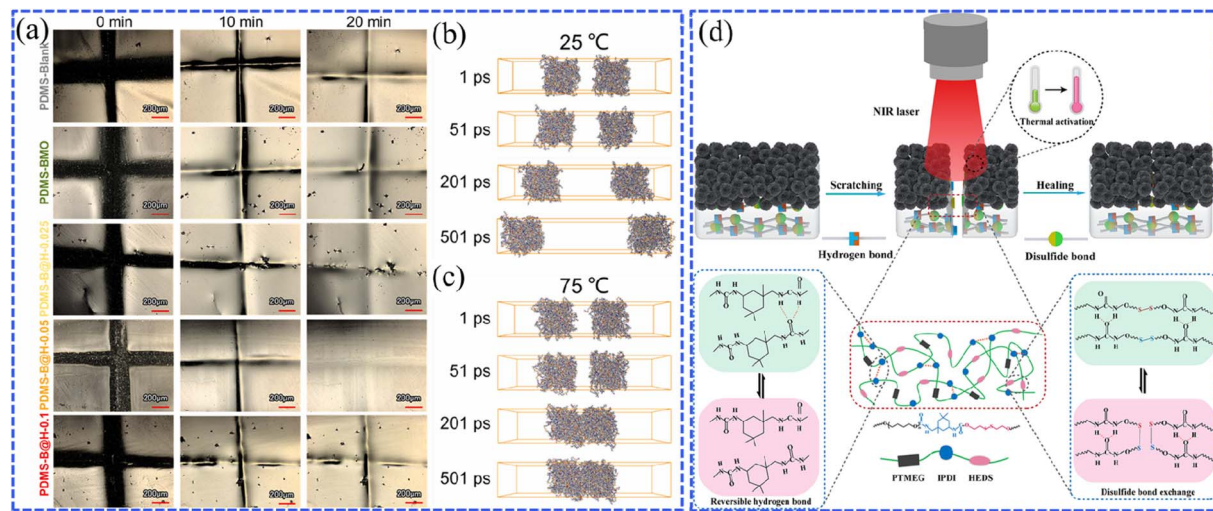 (a)
0 min
10 min
20 min
PDMS-Blank
200μm
200μm
200μm
PDMS-BMO
200μm
200μm
200μm
PDMS-B@H-0.025
200μm
200μm
200μm
PDMS-B@H-0.05
200μm
200μm
200μm
PDMS-B@H-0.1
200μm
200μm
200μm
(b)
25 ℃
1 ps
51 ps
201 ps
501 ps
(c)
75 ℃
1 ps
51 ps
201 ps
501 ps
(d)
NIR laser
Thermal activation
Scratching
Healing
Hydrogen bond
Disulfide bond
PTMEG
IPDI
HEDS
Reversible hydrogen bond
Disulfide bond exchange